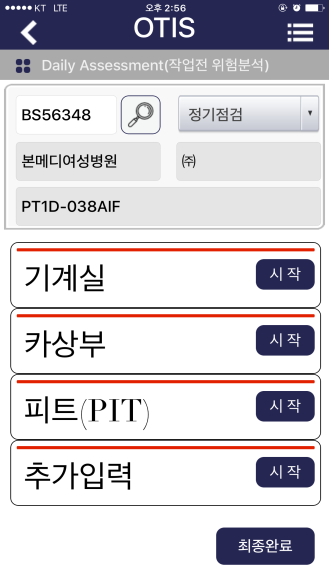 KT LTE 오후 2:56
OTIS
Daily Assessment(작업전 위험분석)
BS56348 정기점검
본메디여성병원 ㈜
PT1D-038AIF
기계실 시 작
카상부 시 작
피트(PIT) 시 작
추가입력 시 작
최종완료